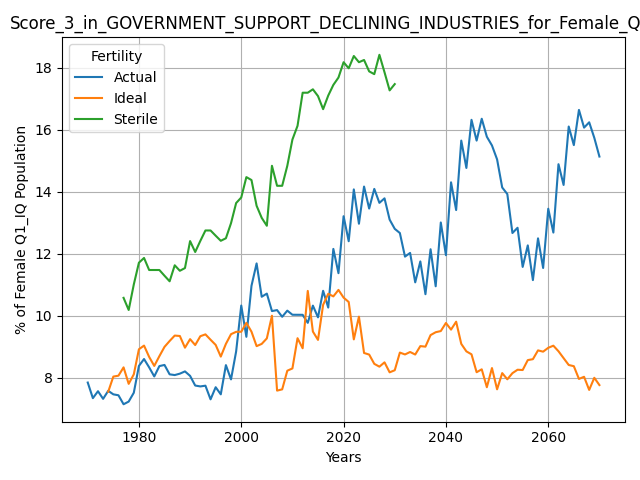 Score_3_in_GOVERNMENT_SUPPORT_DECLINING_INDUSTRIES_for_Female_Q
Fertility
Actual
Ideal
Sterile
% of Female Q1_IQ Population
18
16
14
12
10
8
1980
2000
2020
2040
2060
Years